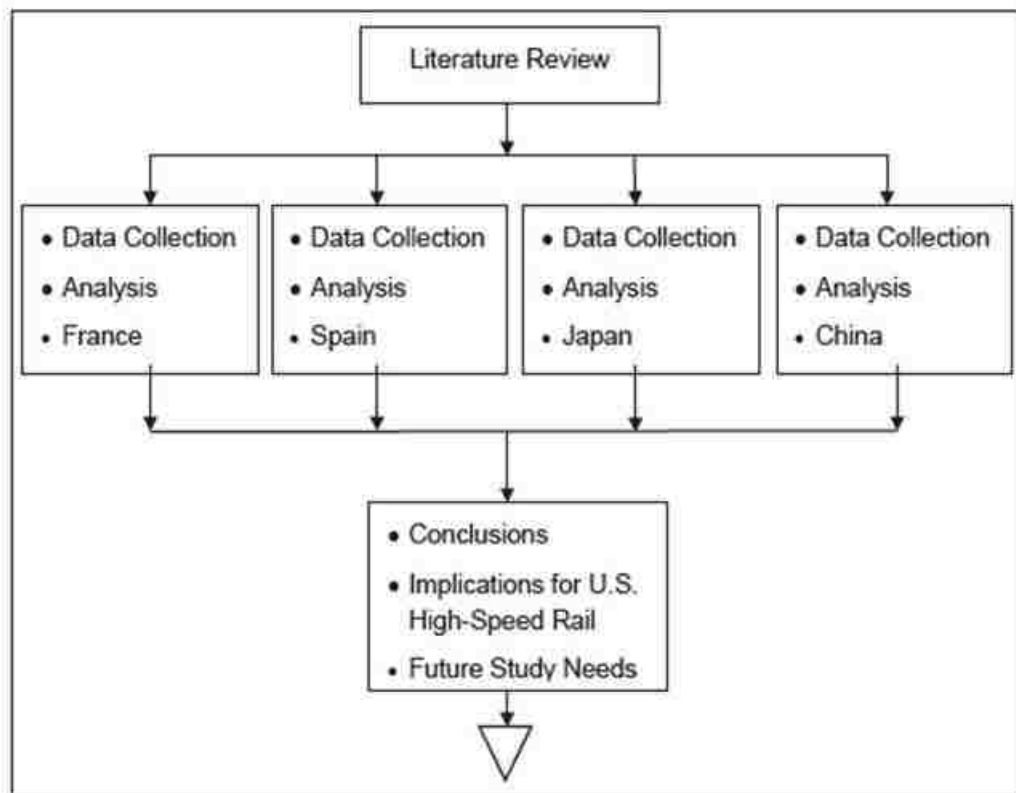 Literature Review
• Data Collection
• Analysis
• France
• Data Collection
• Analysis
• Spain
• Data Collection
• Analysis
• Japan
• Data Collection
• Analysis
• China
• Conclusions
• Implications for U.S.
High-Speed Rail
• Future Study Needs